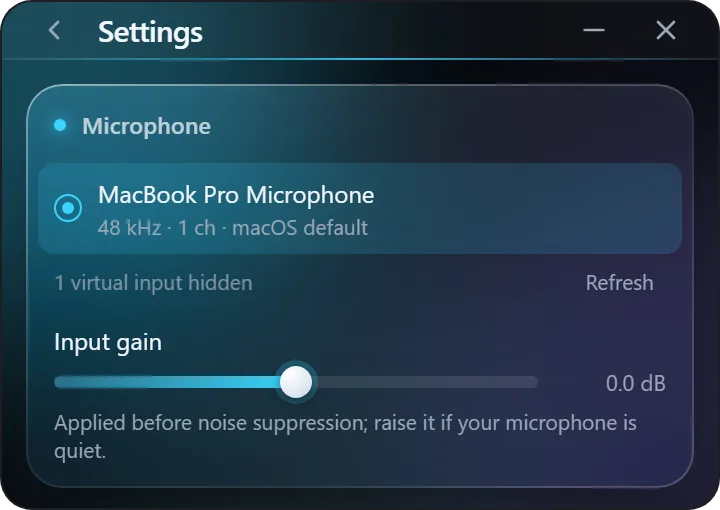 Settings
Microphone
MacBook Pro Microphone
48 kHz · 1 ch · macOS default
1 virtual input hidden
Refresh
Input gain
0.0 dB
Applied before noise suppression; raise it if your microphone is
quiet.